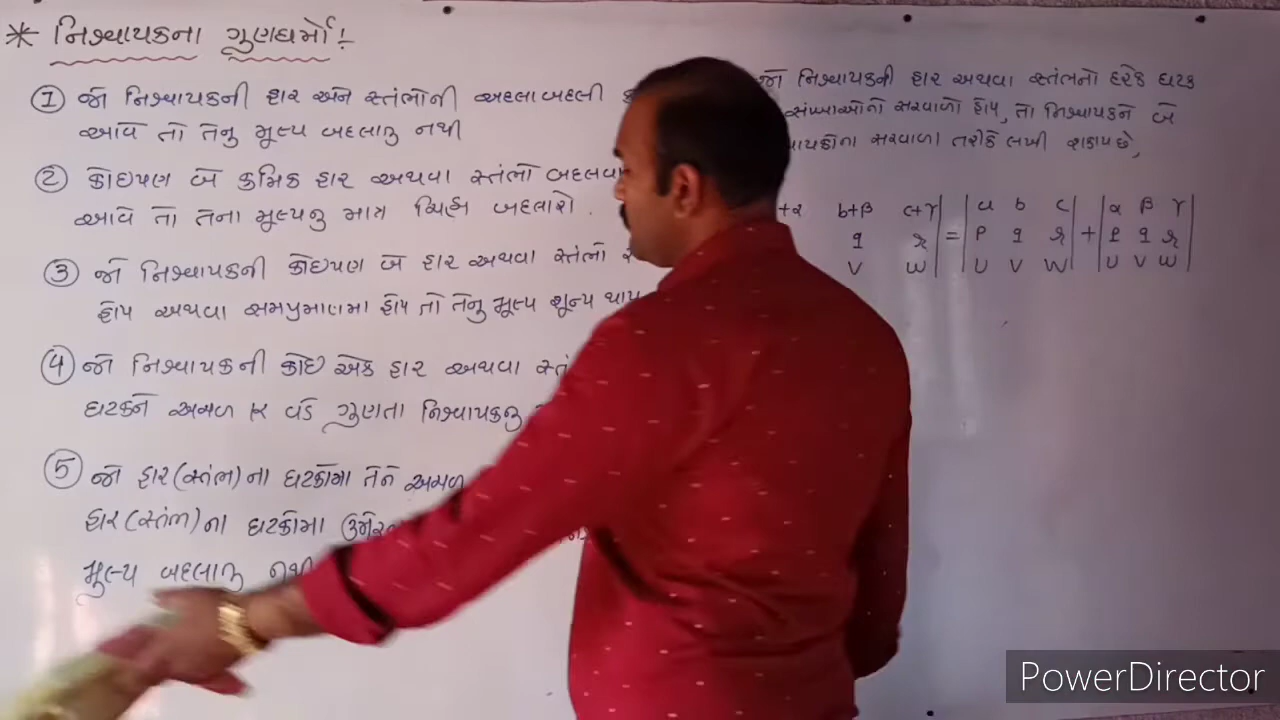 * નિશ્ચાયકના ગુણધર્મો!
① જો નિશ્ચાયકની હાર અને સ્તંભોની અદલાબદલી
આવે તો તેનુ મૂલ્ય બદલાતુ નથી
② કોઇપણ બે ક્રમિક હાર અથવા સ્તંભો બદલવા
આવે તો તેના મૂલ્યનુ માત્ર ચિહ્ન બદલાશે.
③ જો નિશ્ચાયકની કોઇપણ બે હાર અથવા સ્તંભો
હોય અથવા સમપ્રમાણમા હોય તો તેનુ મૂલ્ય શૂન્ય થાય
④ જો નિશ્ચાયકની કોઇ એક હાર અથવા
ઘટકને અચળ k વડે ગુણતા નિશ્ચાયકનુ
⑤ જો હાર(સ્તંભ)ના ઘટકોમા તેને અચળ
હાર(સ્તંભ)ના ઘટકોમા
મુલ્ય બદલાતુ નથી
જો નિશ્ચાયકની હાર અથવા સ્તંભનો દરેક ઘટક
સંખ્યાઓનો સરવાળો હોય, તો નિશ્ચાયકને બે
સરવાળા તરીકે લખી શકાય છે,
b+β c+γ| |a b c| |α β γ|
q r|=|p q r|+|p q r|
v w| |u v w| |u v w|
PowerDirector